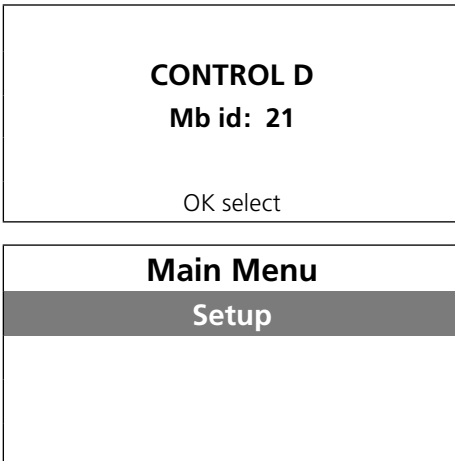 CONTROL D
Mb id: 21
OK select
Main Menu
Setup